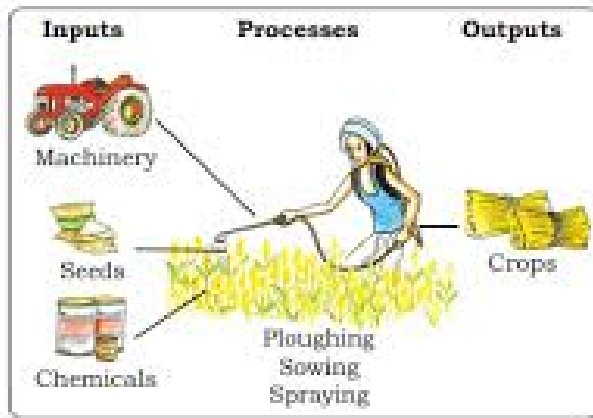 Inputs
Processes
Outputs
Machinery
Seeds
Chemicals
Ploughing
Sowing
Spraying
Crops